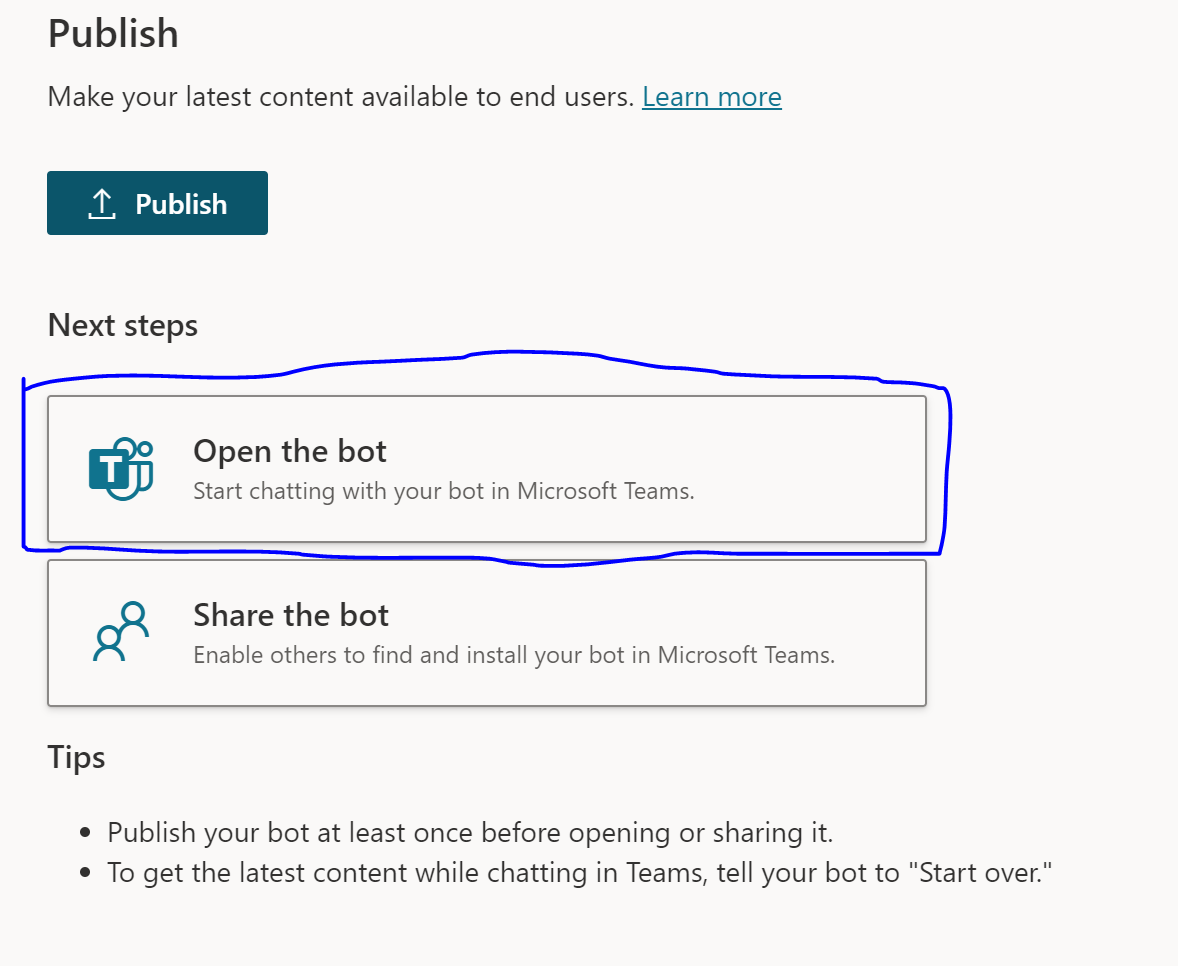 Publish
Make your latest content available to end users. Learn more
Publish
Next steps
Open the bot
Start chatting with your bot in Microsoft Teams.
Share the bot
Enable others to find and install your bot in Microsoft Teams.
Tips
• Publish your bot at least once before opening or sharing it.
• To get the latest content while chatting in Teams, tell your bot to "Start over."